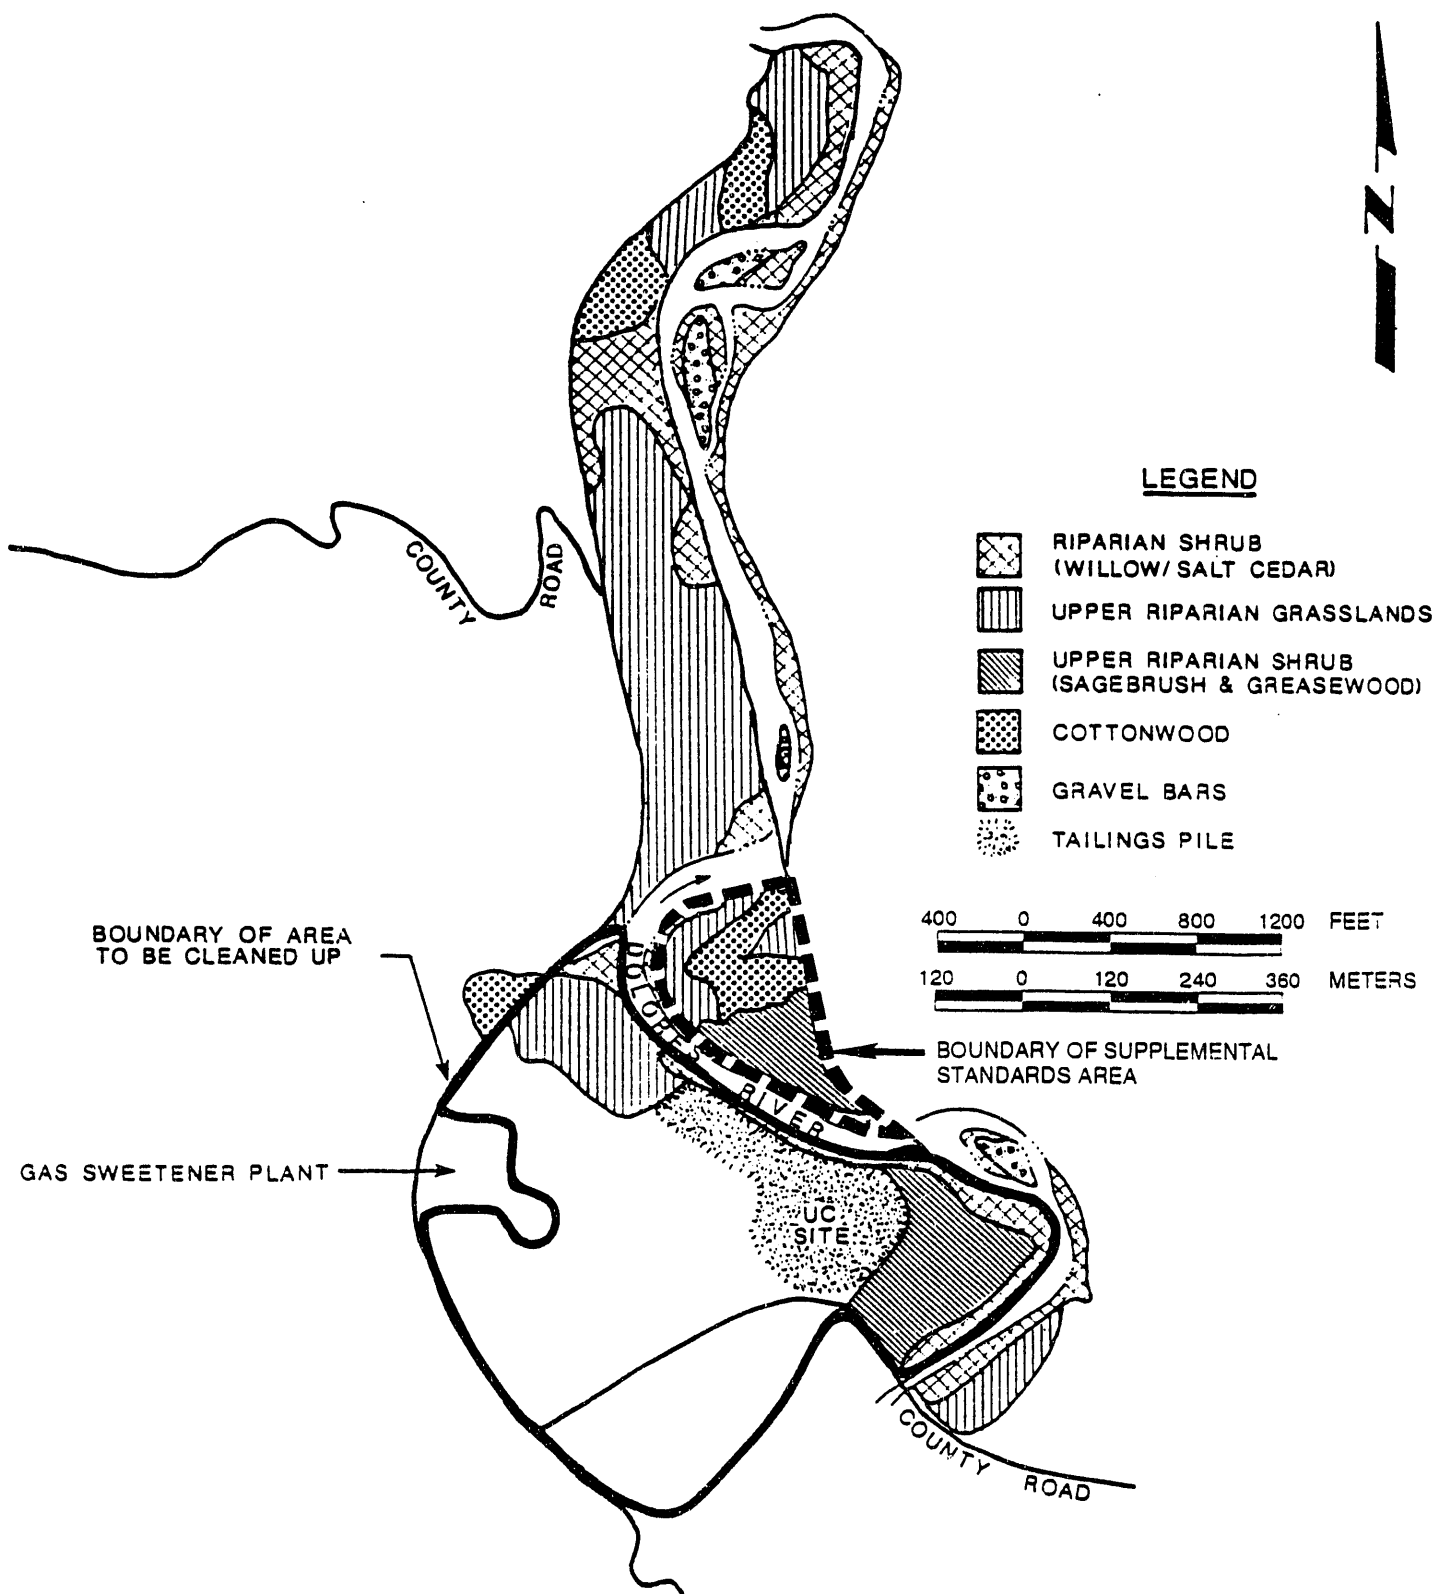 N
COUNTY
ROAD
LEGEND
RIPARIAN SHRUB
(WILLOW/SALT CEDAR)
UPPER RIPARIAN GRASSLANDS
UPPER RIPARIAN SHRUB
(SAGEBRUSH & GREASEWOOD)
COTTONWOOD
GRAVEL BARS
TAILINGS PILE
400 0 400 800 1200 FEET
120 0 120 240 360 METERS
BOUNDARY OF AREA
TO BE CLEANED UP
DOLORES RIVER
BOUNDARY OF SUPPLEMENTAL
STANDARDS AREA
GAS SWEETENER PLANT
UC
SITE
COUNTY ROAD